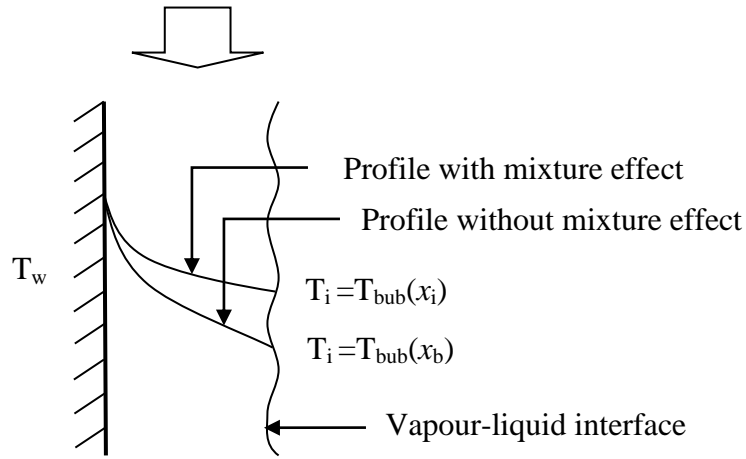 Profile with mixture effect
Profile without mixture effect
T_w
T_i =T_bub(x_i)
T_i =T_bub(x_b)
Vapour-liquid interface